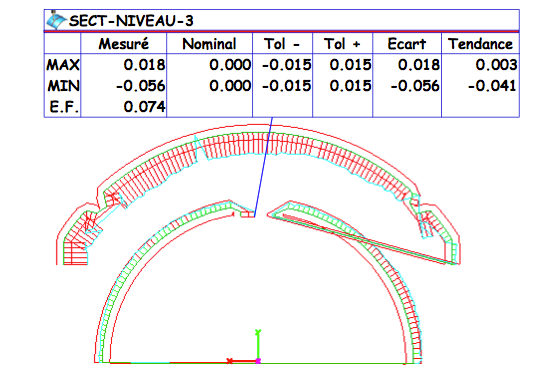 SECT-NIVEAU-3
Mesuré Nominal Tol - Tol + Ecart Tendance
MAX 0.018 0.000 -0.015 0.015 0.018 0.003
MIN -0.056 0.000 -0.015 0.015 -0.056 -0.041
E.F. 0.074